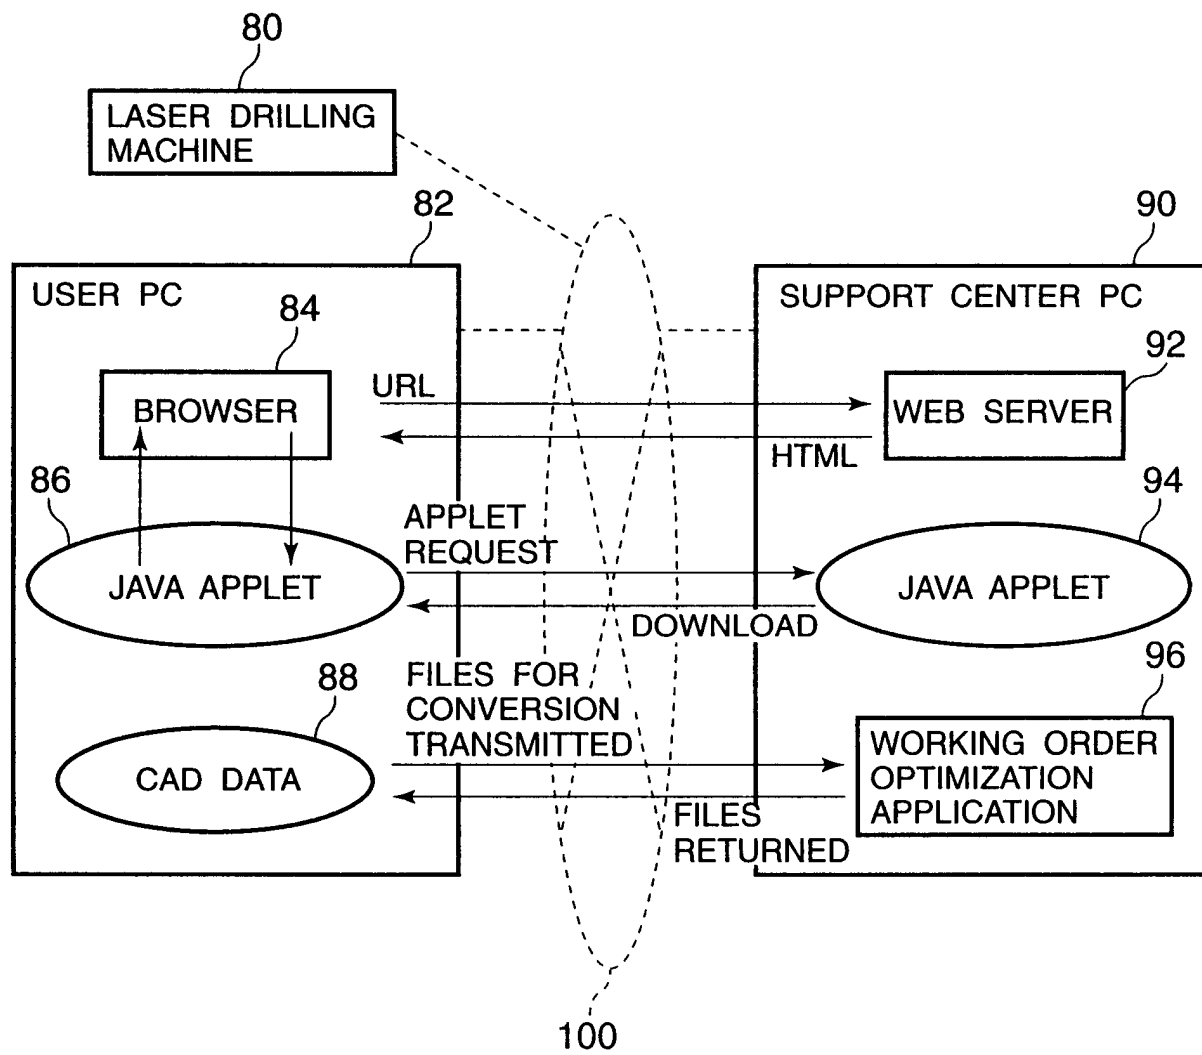 80
LASER DRILLING
MACHINE
82
90
USER PC
SUPPORT CENTER PC
84
92
BROWSER
URL
WEB SERVER
HTML
86
94
APPLET
REQUEST
JAVA APPLET
JAVA APPLET
DOWNLOAD
88
FILES FOR
CONVERSION
TRANSMITTED
96
CAD DATA
WORKING ORDER
OPTIMIZATION
APPLICATION
FILES
RETURNED
100